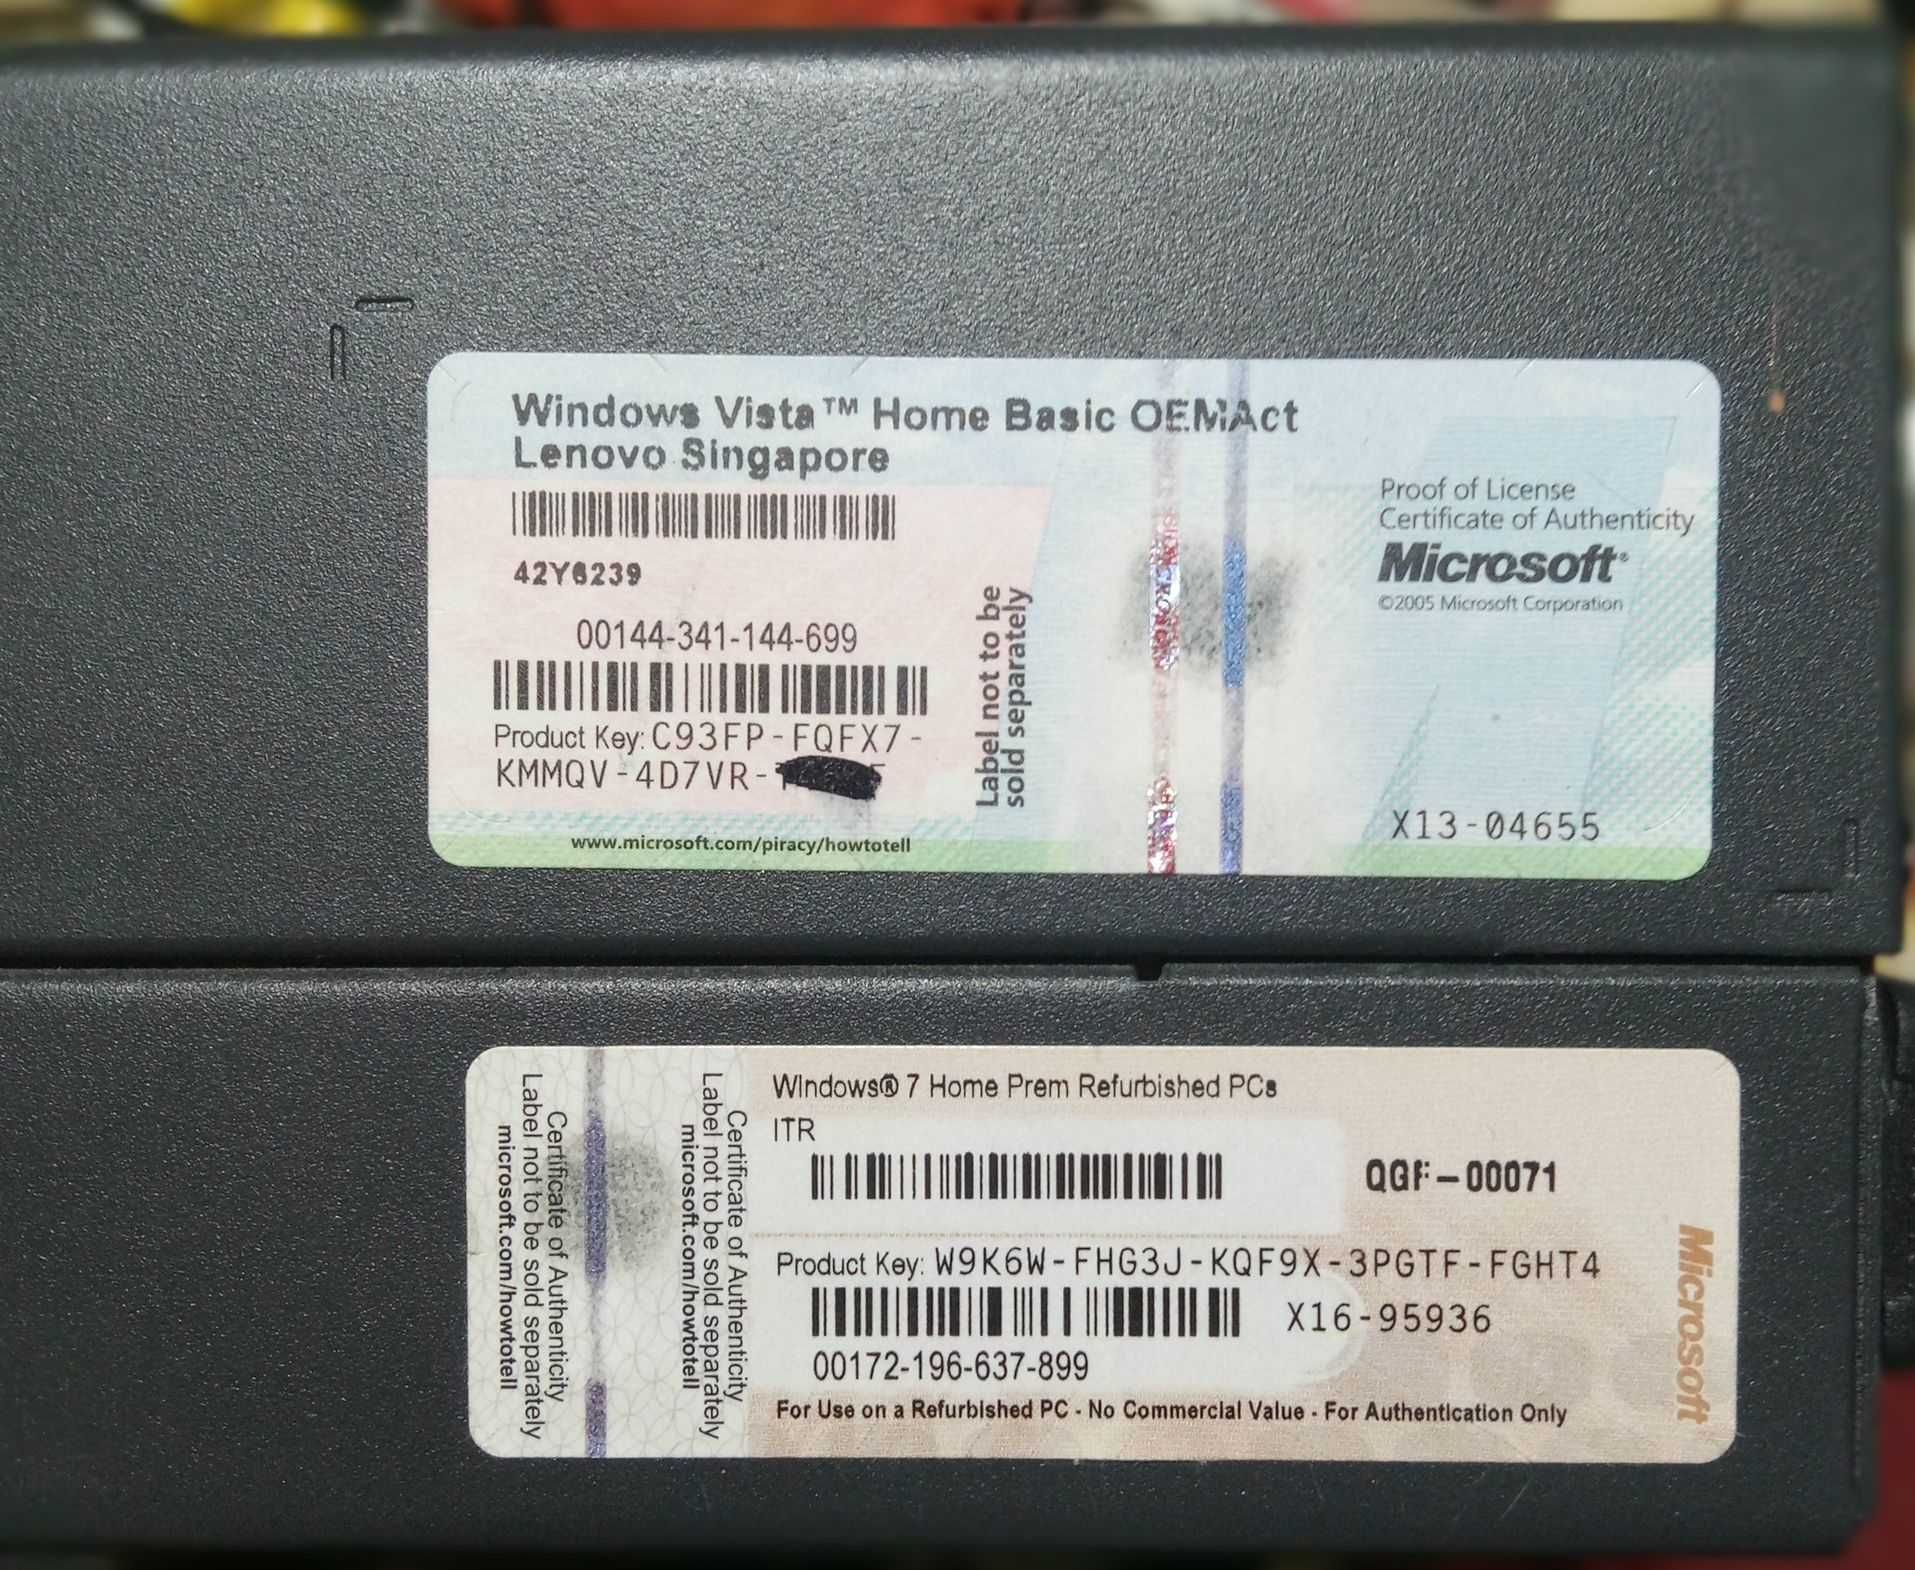 Windows Vista™ Home Basic OEMAct
Lenovo Singapore
42Y6239
00144-341-144-699
Product Key: C93FP-FQFX7-
KMMQV-4D7VR-
www.microsoft.com/piracy/howtotell
Label not to be
sold separately
Proof of License
Certificate of Authenticity
Microsoft®
©2005 Microsoft Corporation
X13-04655
Certificate of Authenticity
Label not to be sold separately
microsoft.com/howtotell
Certificate of Authenticity
Label not to be sold separately
microsoft.com/howtotell
Windows® 7 Home Prem Refurbished PCs
ITR
QGF-00071
Product Key: W9K6W-FHG3J-KQF9X-3PGTF-FGHT4
X16-95936
00172-196-637-899
For Use on a Refurbished PC - No Commercial Value - For Authentication Only
Microsoft